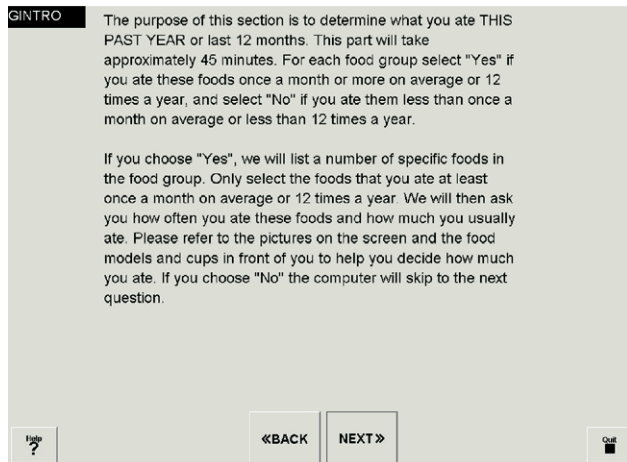 GINTRO
The purpose of this section is to determine what you ate THIS
PAST YEAR or last 12 months. This part will take
approximately 45 minutes. For each food group select "Yes" if
you ate these foods once a month or more on average or 12
times a year, and select "No" if you ate them less than once a
month on average or less than 12 times a year.
If you choose "Yes", we will list a number of specific foods in
the food group. Only select the foods that you ate at least
once a month on average or 12 times a year. We will then ask
you how often you ate these foods and how much you usually
ate. Please refer to the pictures on the screen and the food
models and cups in front of you to help you decide how much
you ate. If you choose "No" the computer will skip to the next
question.
Help
?
«BACK
NEXT»
Quit